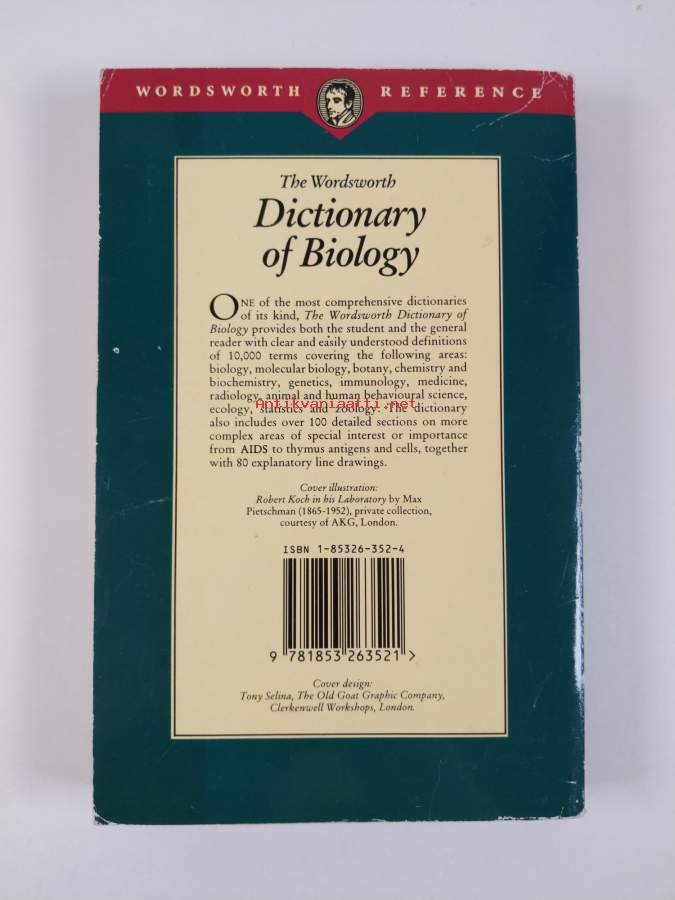 WORDSWORTH REFERENCE
The Wordsworth
Dictionary
of Biology
ONE of the most comprehensive dictionaries
of its kind, The Wordsworth Dictionary of
Biology provides both the student and the general
reader with clear and easily understood definitions
of 10,000 terms covering the following areas:
biology, molecular biology, botany, chemistry and
biochemistry, genetics, immunology, medicine,
radiology, animal and human behavioural science,
Antikvariaatti.net
ecology, statistics and zoology. The dictionary
also includes over 100 detailed sections on more
complex areas of special interest or importance
from AIDS to thymus antigens and cells, together
with 80 explanatory line drawings.
Cover illustration:
Robert Koch in his Laboratory by Max
Pietschman (1865-1952), private collection,
courtesy of AKG, London.
ISBN 1-85326-352-4
9 781853 263521 >
Cover design:
Tony Selina, The Old Goat Graphic Company,
Clerkenwell Workshops, London.